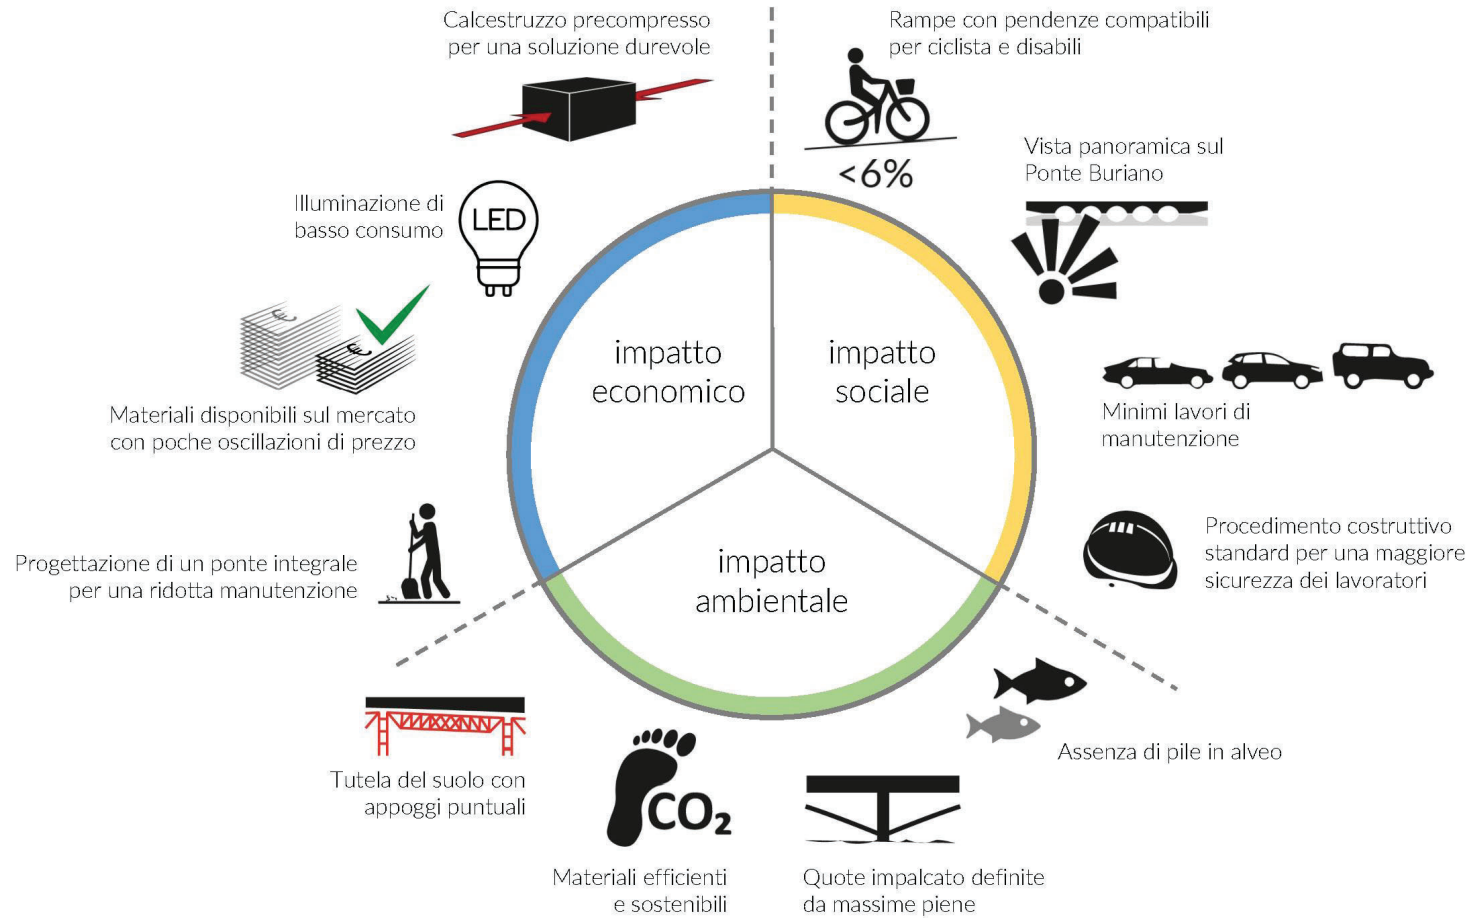 Calcestruzzo precompresso
per una soluzione durevole
Rampe con pendenze compatibili
per ciclista e disabili
<6%
Vista panoramica sul
Ponte Buriano
Illuminazione di
basso consumo
LED
€
€
Materiali disponibili sul mercato
con poche oscillazioni di prezzo
impatto
economico
impatto
sociale
Minimi lavori di
manutenzione
Progettazione di un ponte integrale
per una ridotta manutenzione
impatto
ambientale
Procedimento costruttivo
standard per una maggiore
sicurezza dei lavoratori
Assenza di pile in alveo
Tutela del suolo con
appoggi puntuali
CO₂
Materiali efficienti
e sostenibili
Quote impalcato definite
da massime piene